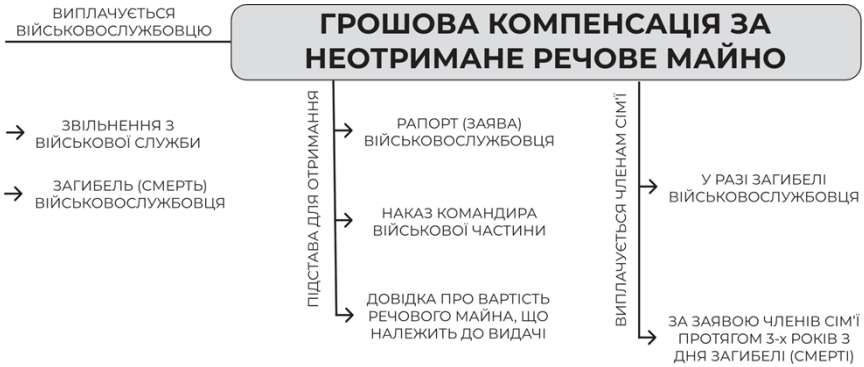 ВИПЛАЧУЄТЬСЯ
ВІЙСЬКОВОСЛУЖБОВЦЮ
ГРОШОВА КОМПЕНСАЦІЯ ЗА
НЕОТРИМАНЕ РЕЧОВЕ МАЙНО
ЗВІЛЬНЕННЯ З
ВІЙСЬКОВОЇ СЛУЖБИ
ЗАГИБЕЛЬ (СМЕРТЬ)
ВІЙСЬКОВОСЛУЖБОВЦЯ
ПІДСТАВА ДЛЯ ОТРИМАННЯ
РАПОРТ (ЗАЯВА)
ВІЙСЬКОВОСЛУЖБОВЦЯ
НАКАЗ КОМАНДИРА
ВІЙСЬКОВОЇ ЧАСТИНИ
ДОВІДКА ПРО ВАРТІСТЬ
РЕЧОВОГО МАЙНА, ЩО
НАЛЕЖИТЬ ДО ВИДАЧІ
ВИПЛАЧУЄТЬСЯ ЧЛЕНАМ СІМ’Ї
У РАЗІ ЗАГИБЕЛІ
ВІЙСЬКОВОСЛУЖБОВЦЯ
ЗА ЗАЯВОЮ ЧЛЕНІВ СІМ’Ї
ПРОТЯГОМ 3-х РОКІВ З
ДНЯ ЗАГИБЕЛІ (СМЕРТІ)